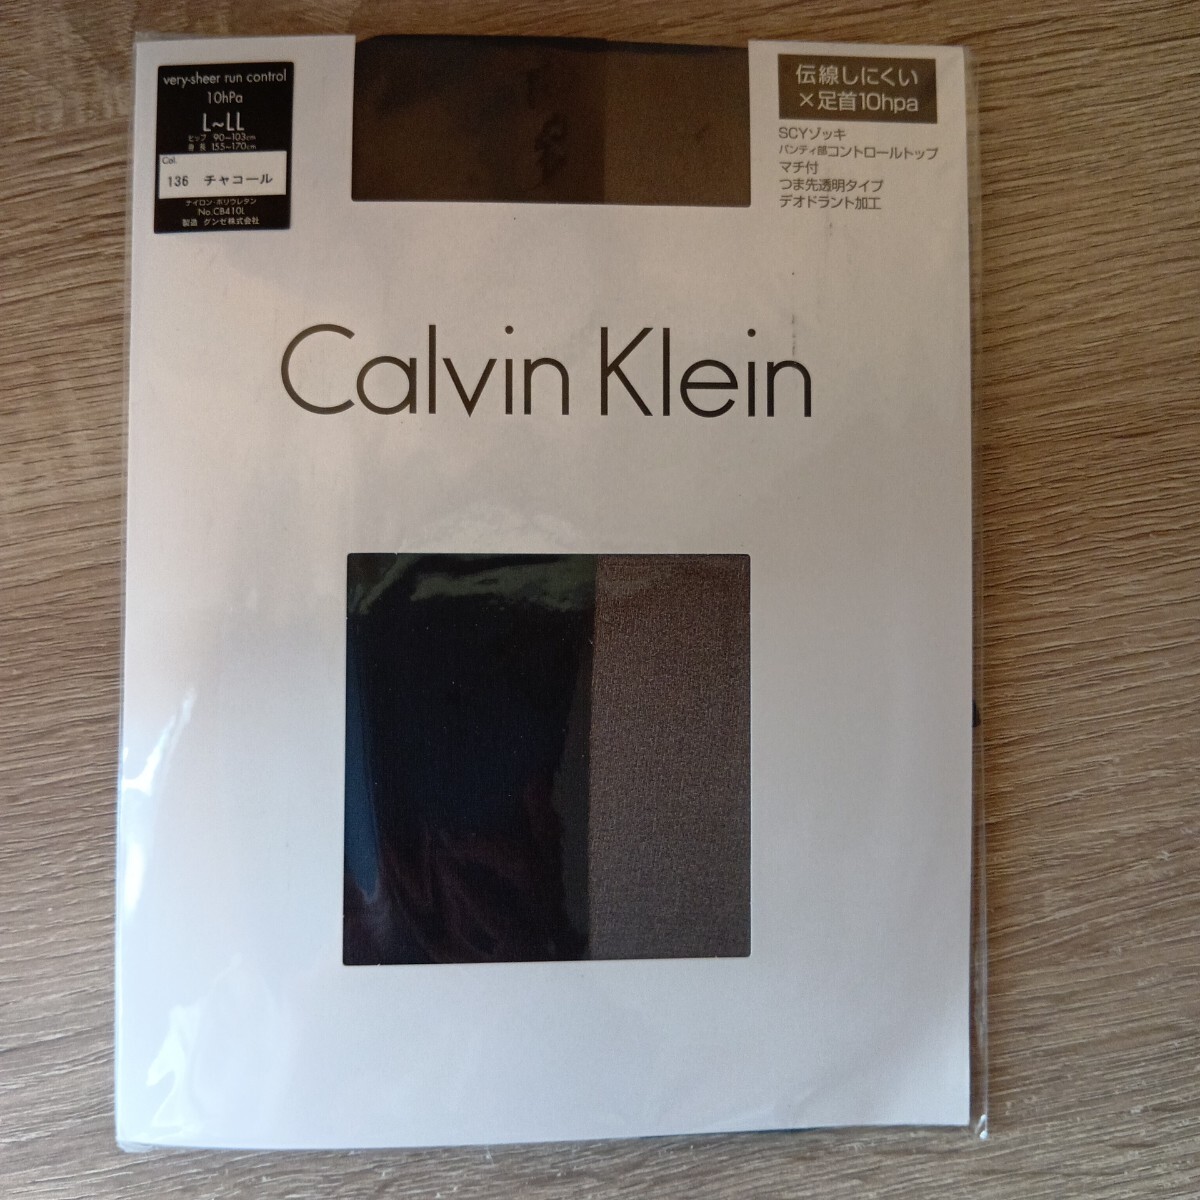 very-sheer run control
10hPa
L~LL
ヒップ 90~103cm
身長 155~170cm
Col.
136 チャコール
ナイロン・ポリウレタン
No.CB410L
製造 グンゼ株式会社
伝線しにくい
×足首10hpa
SCYゾッキ
パンティ部コントロールトップ
マチ付
つま先透明タイプ
デオドラント加工
Calvin Klein